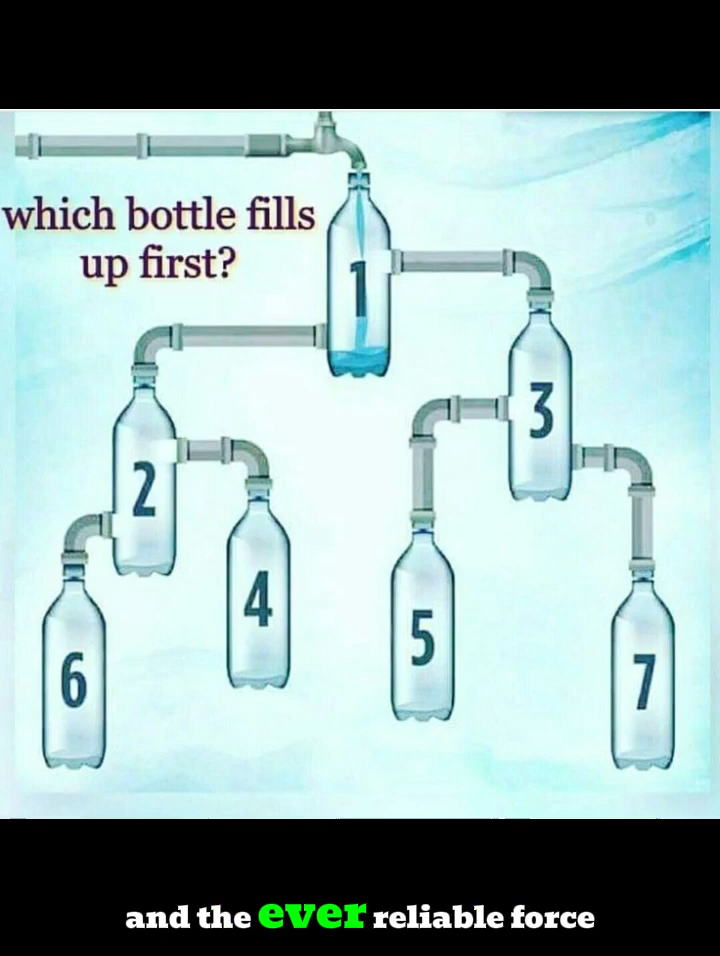 which bottle fills
up first?
1
3
2
4
5
6
7
and the ever reliable force